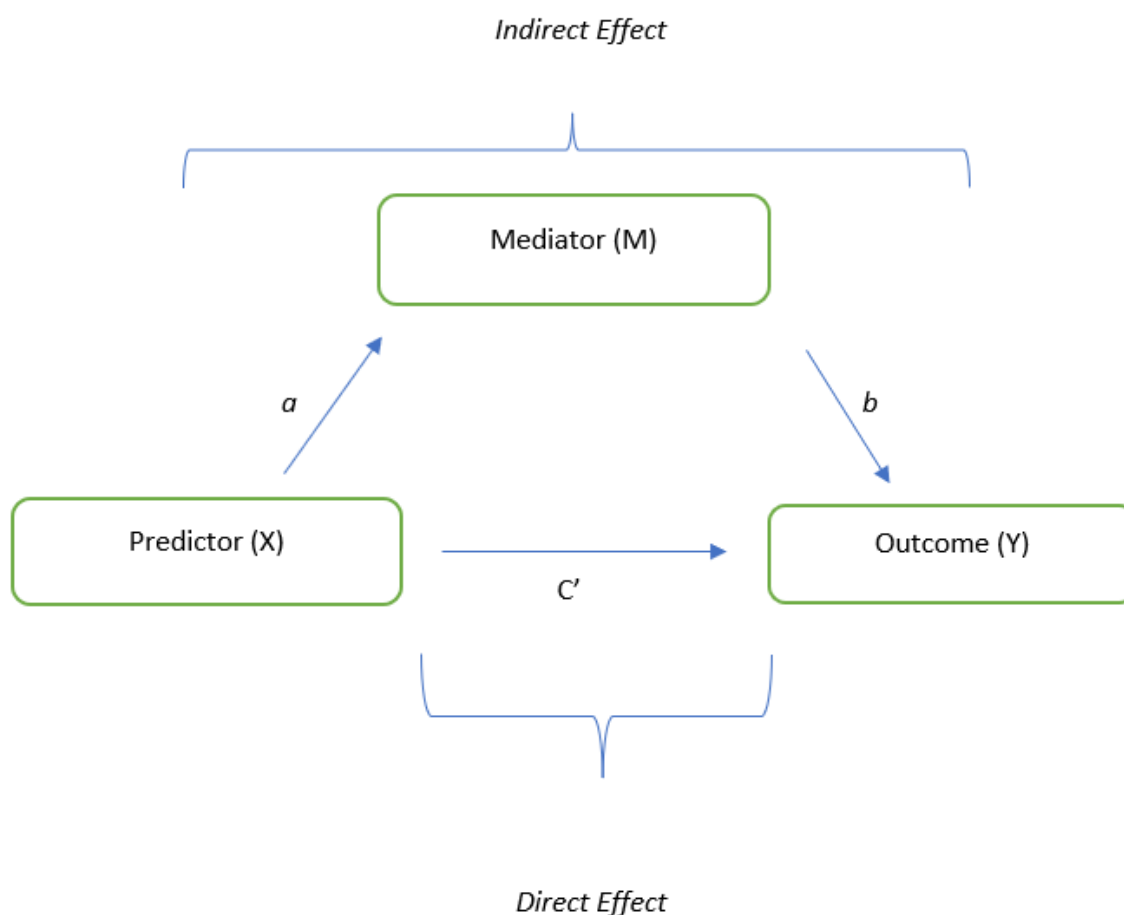 Indirect Effect
Mediator (M)
a
b
Predictor (X)
Outcome (Y)
C’
Direct Effect